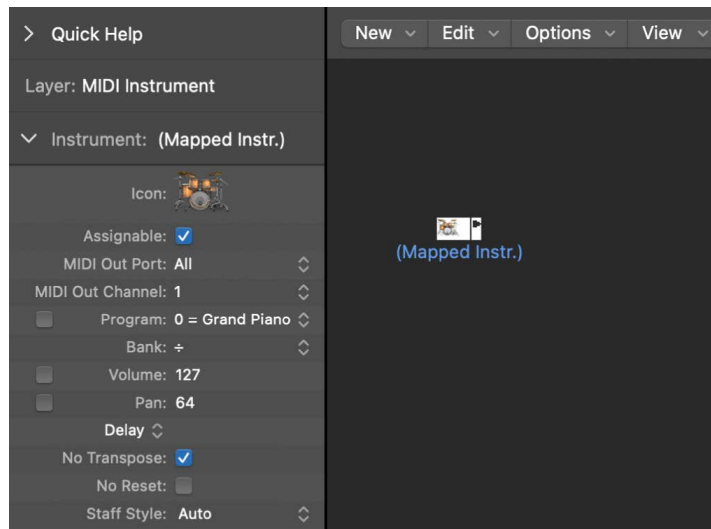 Quick Help
New Edit Options View
Layer: MIDI Instrument
Instrument: (Mapped Instr.)
Icon:
Assignable:
MIDI Out Port: All
MIDI Out Channel: 1
Program: 0 = Grand Piano
Bank: ÷
Volume: 127
Pan: 64
Delay
No Transpose:
No Reset:
Staff Style: Auto
(Mapped Instr.)